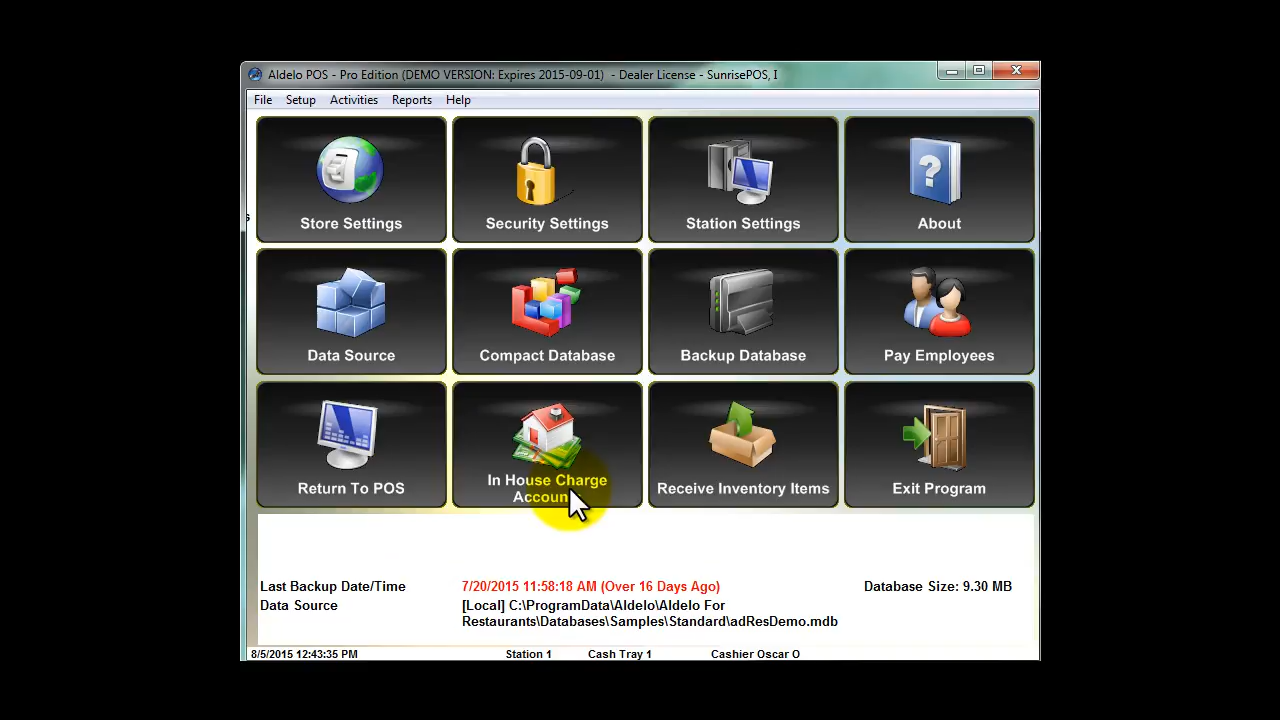 Aldelo POS - Pro Edition (DEMO VERSION: Expires 2015-09-01) - Dealer License - SunrisePOS, I
File Setup Activities Reports Help
Store Settings
Security Settings
Station Settings
About
Data Source
Compact Database
Backup Database
Pay Employees
Return To POS
In House Charge
Accoun
Receive Inventory Items
Exit Program
Last Backup Date/Time 7/20/2015 11:58:18 AM (Over 16 Days Ago) Database Size: 9.30 MB
Data Source [Local] C:\ProgramData\Aldelo\Aldelo For
Restaurants\Databases\Samples\Standard\adResDemo.mdb
8/5/2015 12:43:35 PM Station 1 Cash Tray 1 Cashier Oscar O